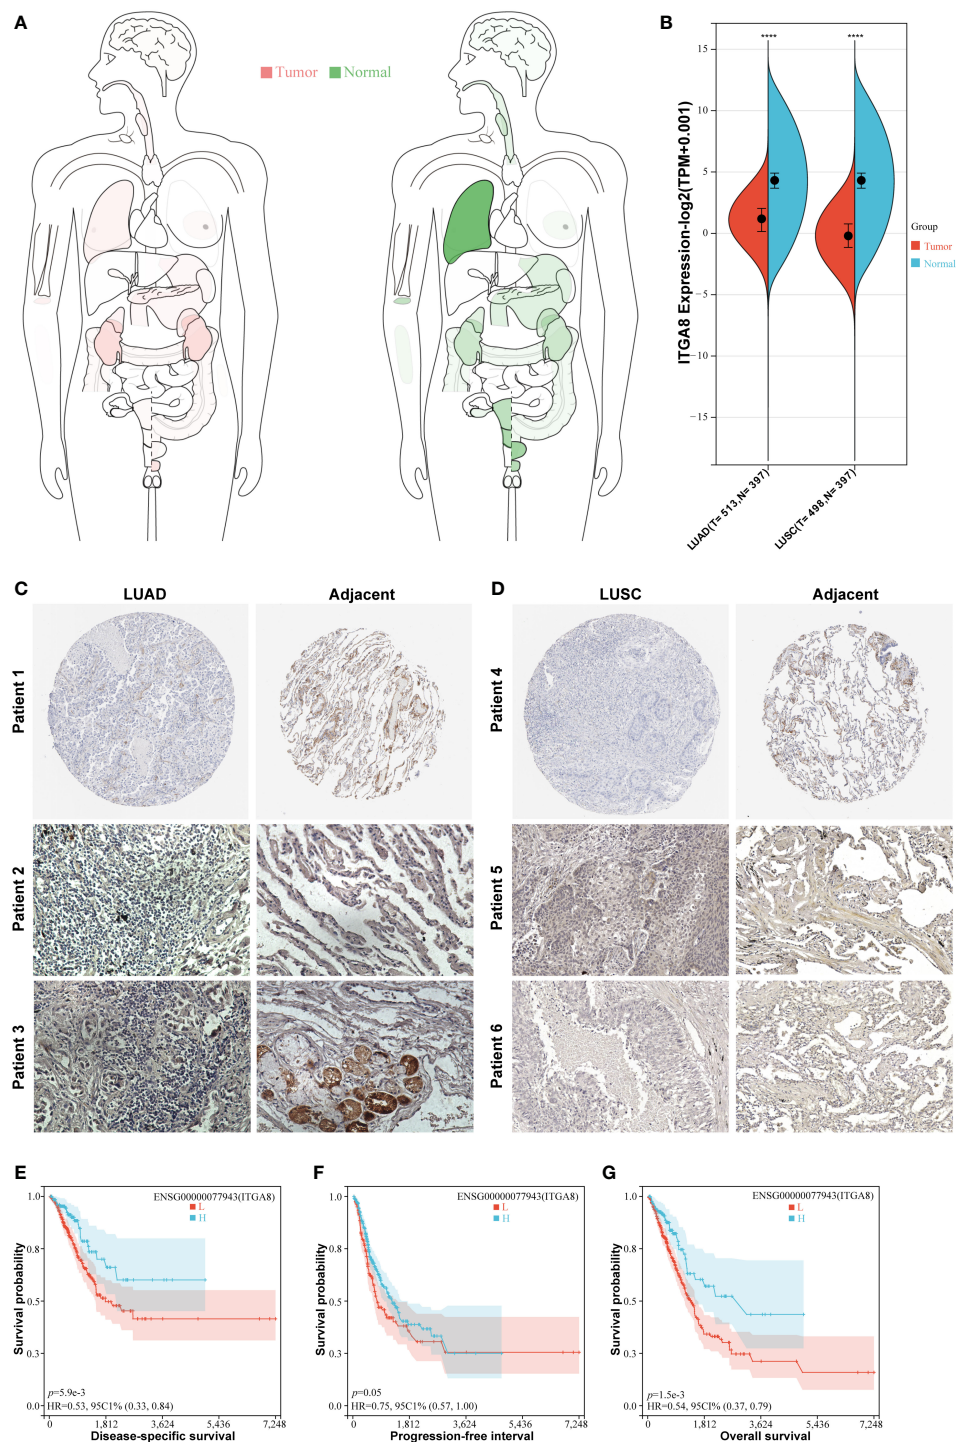 A
Tumor Normal
B
****
****
15
10
5
0
−5
−10
−15
ITGA8 Expression-log2(TPM+0.001)
Group
Tumor
Normal
LUAD(T= 513,N= 397)
LUSC(T= 498,N= 397)
C
LUAD
Adjacent
Patient 1
Patient 2
Patient 3
D
LUSC
Adjacent
Patient 4
Patient 5
Patient 6
E
ENSG00000077943(ITGA8)
L
H
1.0
0.8
0.5
0.3
0.0
Survival probability
p=5.9e-3
HR=0.53, 95C1% (0.33, 0.84)
0 1,812 3,624 5,436 7,248
Disease-specific survival
F
ENSG00000077943(ITGA8)
L
H
1.0
0.8
0.5
0.3
0.0
Survival probability
p=0.05
HR=0.75, 95C1% (0.57, 1.00)
0 1,812 3,624 5,436 7,248
Progression-free interval
G
ENSG00000077943(ITGA8)
L
H
1.0
0.8
0.5
0.3
0.0
Survival probability
p=1.5e-3
HR=0.54, 95CI% (0.37, 0.79)
0 1,812 3,624 5,436 7,248
Overall survival